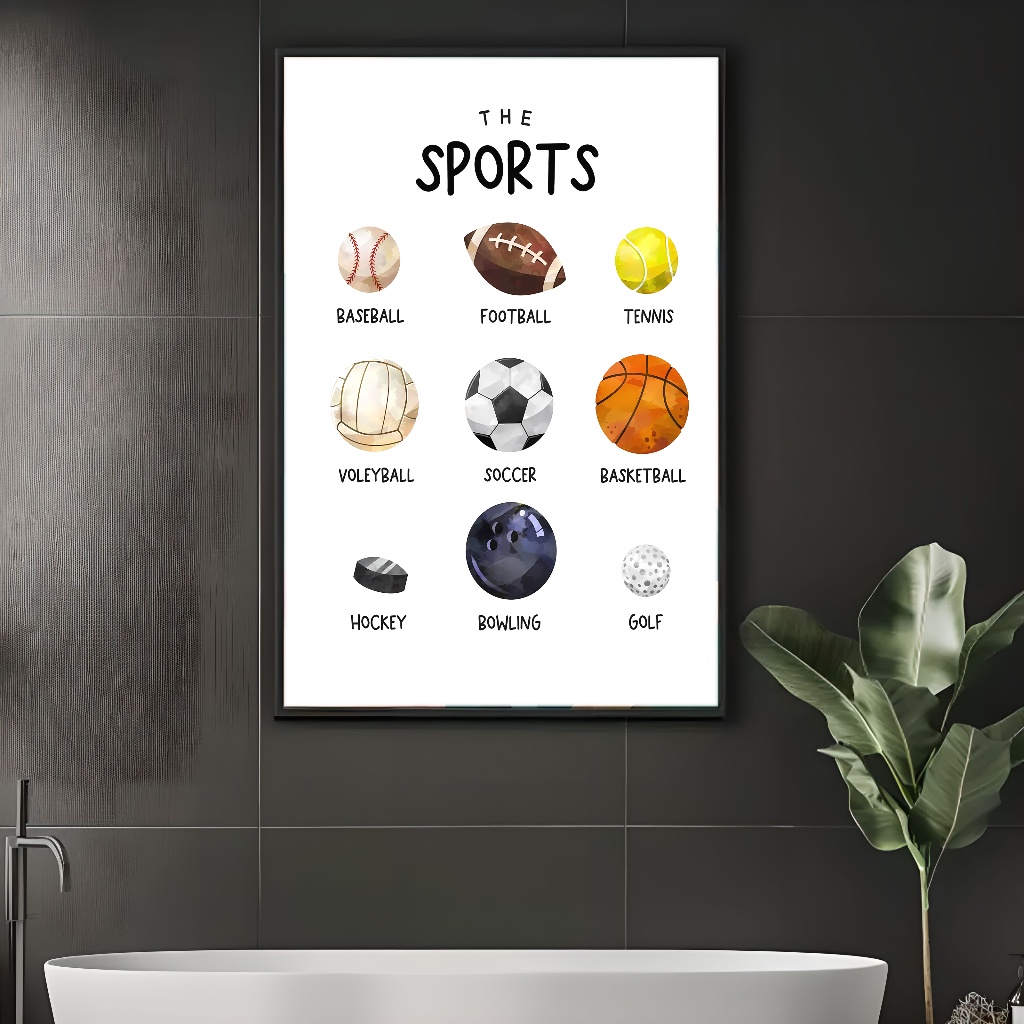 THE
SPORTS
BASEBALL FOOTBALL TENNIS
VOLEYBALL SOCCER BASKETBALL
HOCKEY BOWLING GOLF